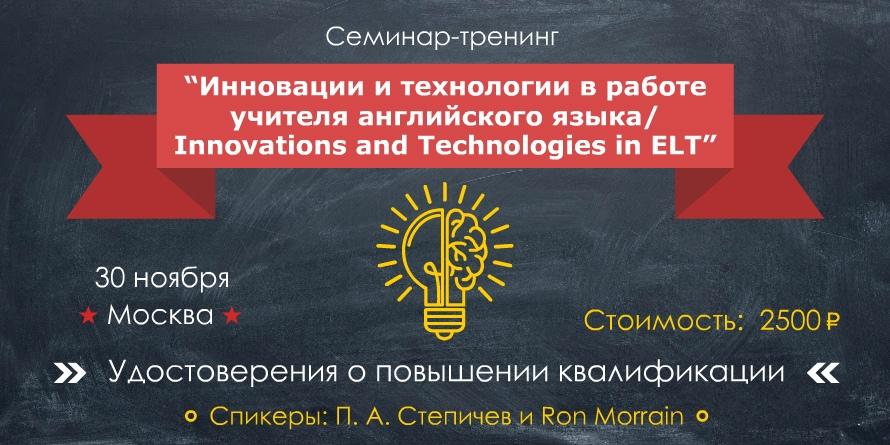 Семинар-тренинг
“Инновации и технологии в работе
учителя английского языка/
Innovations and Technologies in ELT”
30 ноября
Москва
Стоимость: 2500 ₽
Удостоверения о повышении квалификации
Спикеры: П. А. Степичев и Ron Morrain